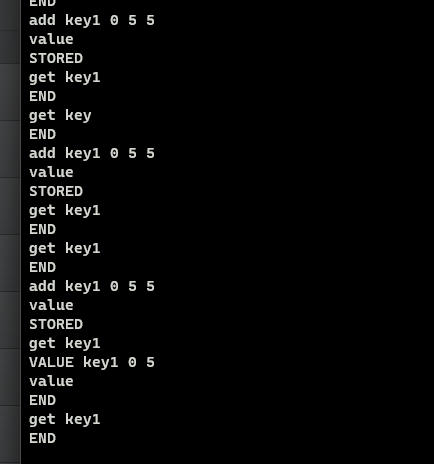 END
add key1 0 5 5
value
STORED
get key1
END
get key
END
add key1 0 5 5
value
STORED
get key1
END
get key1
END
add key1 0 5 5
value
STORED
get key1
VALUE key1 0 5
value
END
get key1
END